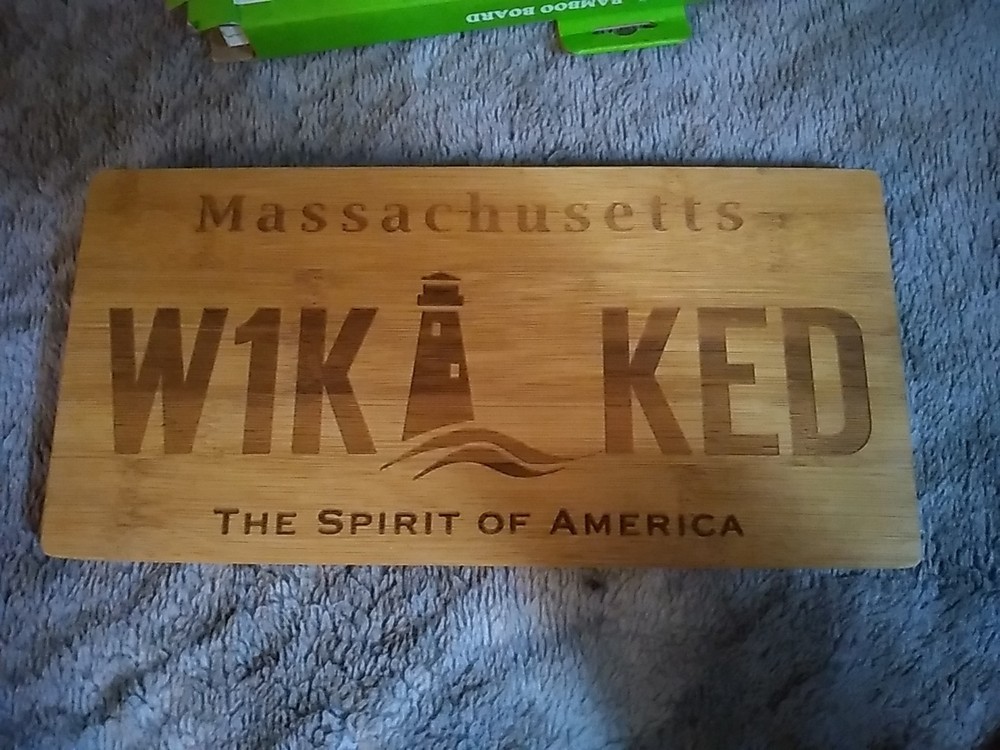 BAMBOO BOARD
Massachusetts
W1K KED
THE SPIRIT OF AMERICA